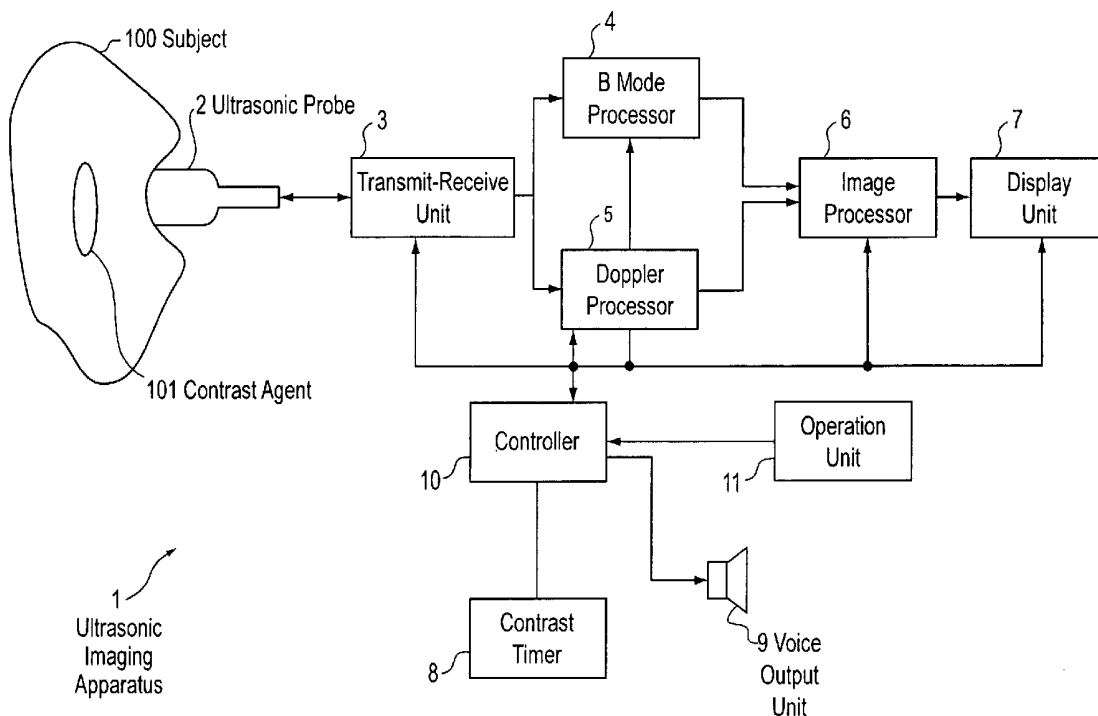 100 Subject
2 Ultrasonic Probe
101 Contrast Agent
3
Transmit-Receive
Unit
4
B Mode
Processor
5
Doppler
Processor
6
Image
Processor
7
Display
Unit
Controller
10
Operation
Unit
11
Contrast
Timer
8
9 Voice
Output
Unit
1
Ultrasonic
Imaging
Apparatus